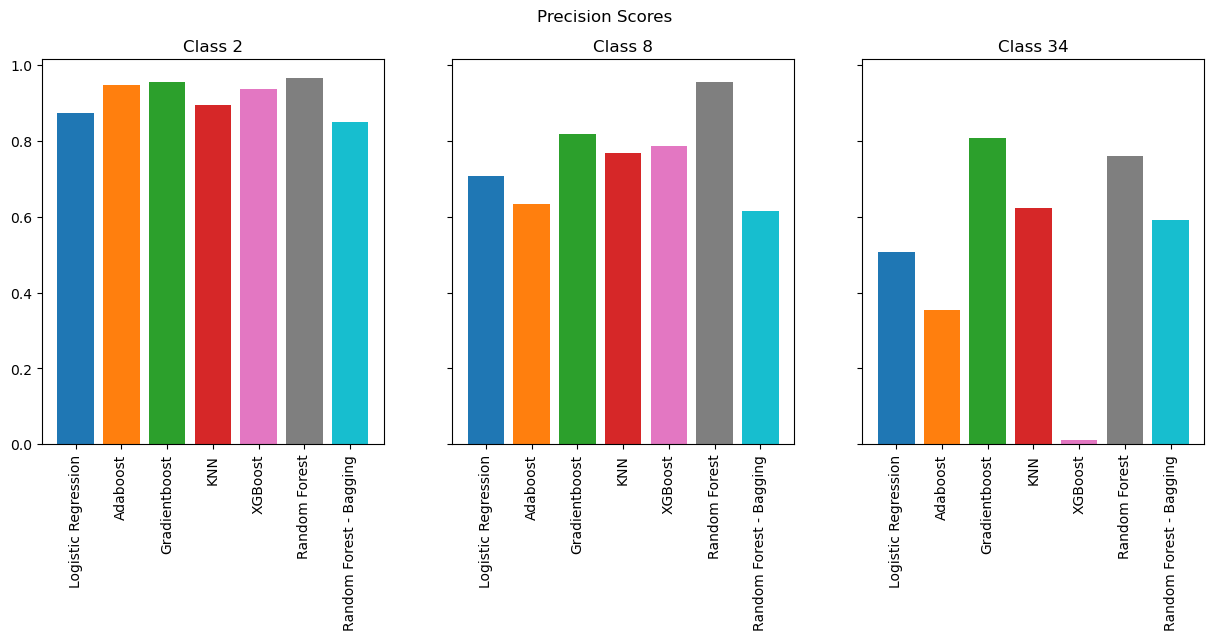 Precision Scores
Class 2
Class 8
Class 34
1.0
0.8
0.6
0.4
0.2
0.0
Logistic Regression
Adaboost
Gradientboost
KNN
XGBoost
Random Forest
Random Forest - Bagging
Logistic Regression
Adaboost
Gradientboost
KNN
XGBoost
Random Forest
Random Forest - Bagging
Logistic Regression
Adaboost
Gradientboost
KNN
XGBoost
Random Forest
Random Forest - Bagging